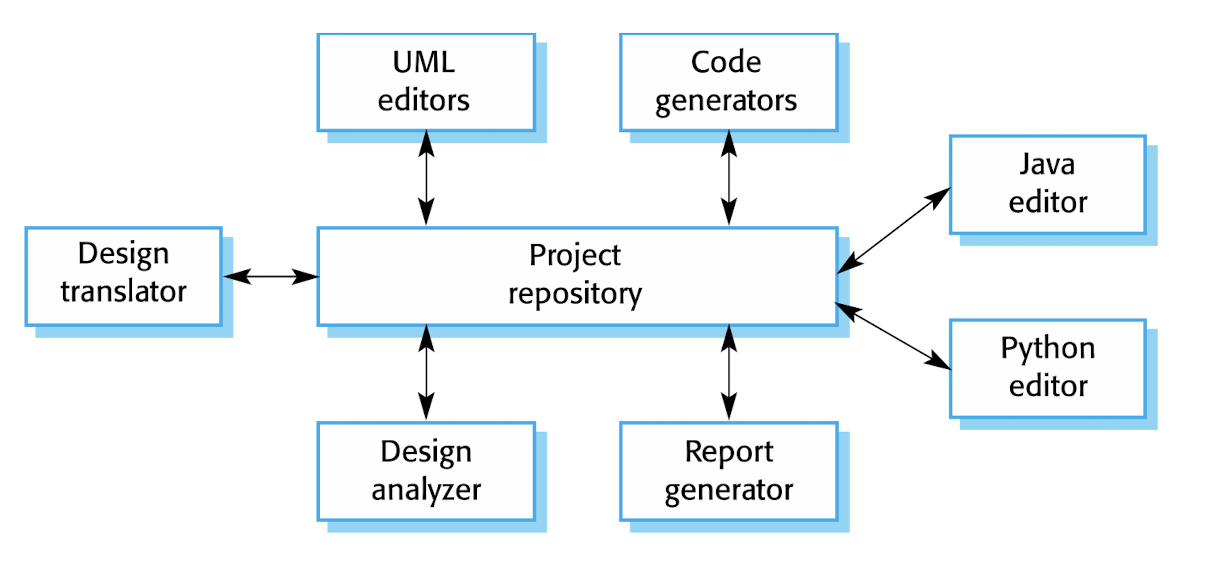 UML
editors
Code
generators
Java
editor
Design
translator
Project
repository
Python
editor
Design
analyzer
Report
generator